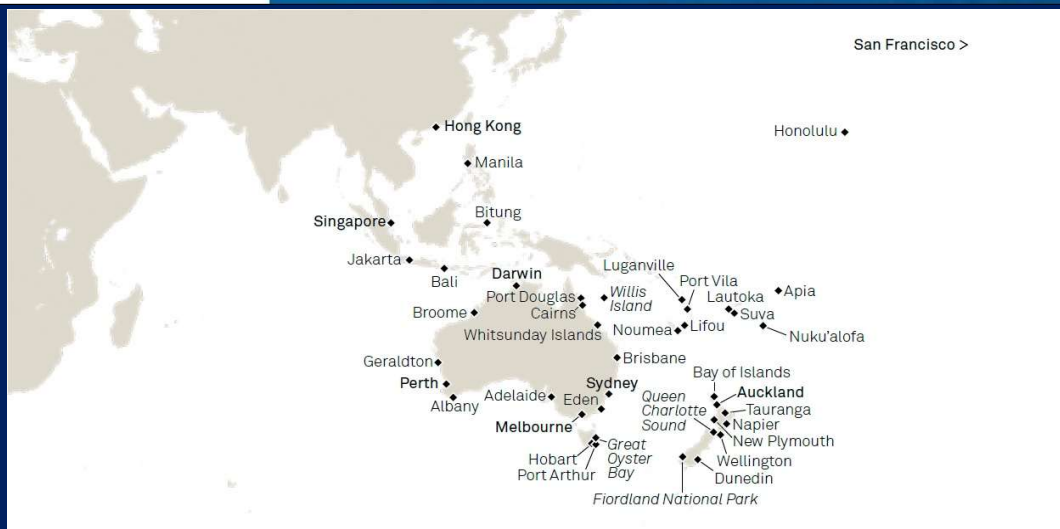 San Francisco >
Hong Kong
Honolulu
Manila
Singapore
Bitung
Jakarta
Bali
Darwin
Luganville
Port Vila
Port Douglas
Willis
Island
Lautoka
Apia
Cairns
Suva
Broome
Whitsunday Islands
Noumea
Lifou
Nuku'alofa
Geraldton
Brisbane
Bay of Islands
Perth
Sydney
Auckland
Albany
Adelaide
Eden
Queen
Charlotte
Sound
Tauranga
Melbourne
Napier
New Plymouth
Great
Oyster
Bay
Hobart
Wellington
Port Arthur
Dunedin
Fiordland National Park